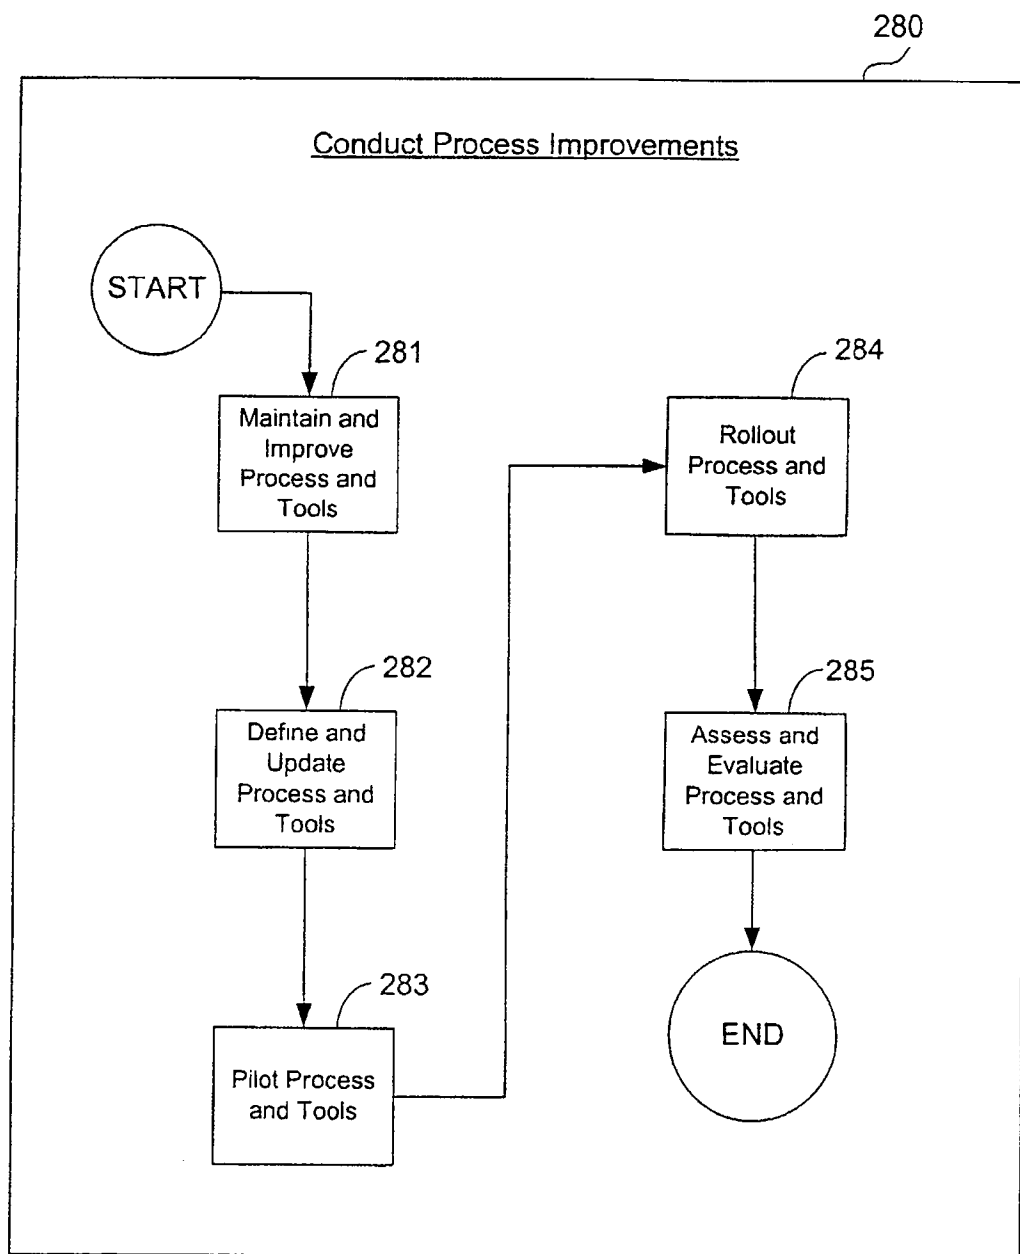 280
Conduct Process Improvements
START
281
Maintain and
Improve
Process and
Tools
282
Define and
Update
Process and
Tools
283
Pilot Process
and Tools
284
Rollout
Process and
Tools
285
Assess and
Evaluate
Process and
Tools
END